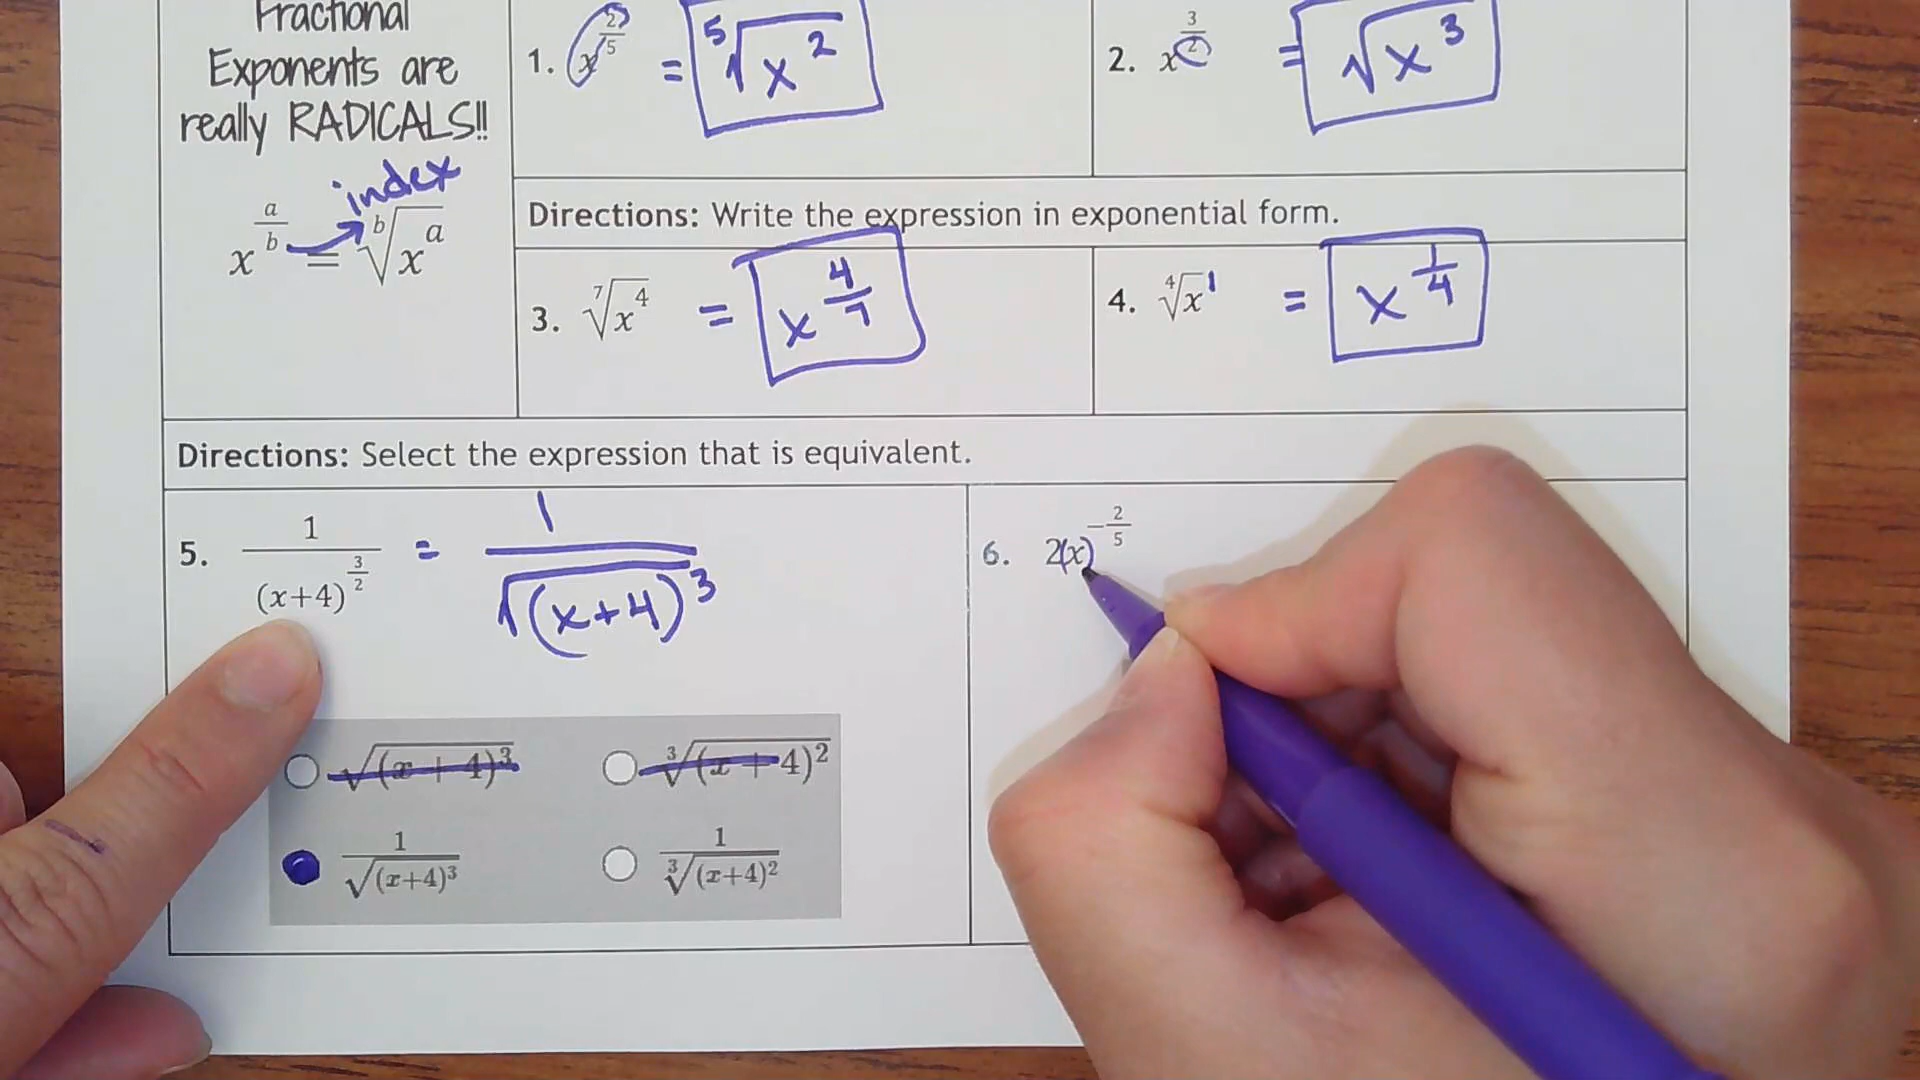 Fractional
Exponents are
really RADICALS!!
index
x^(a/b) = ᵇ√x^a
1. x^(2/5) = ⁵√x²
2. x^(3/2) = √x³
Directions: Write the expression in exponential form.
3. ⁷√x⁴ = x^(4/7)
4. ⁴√x¹ = x^(1/4)
Directions: Select the expression that is equivalent.
5. 1/(x+4)^(3/2) = 1/√(x+4)³
√(x + 4)³
³√(x + 4)²
1/√(x+4)³
1/³√(x+4)²
6. 2(x)^(-2/5)